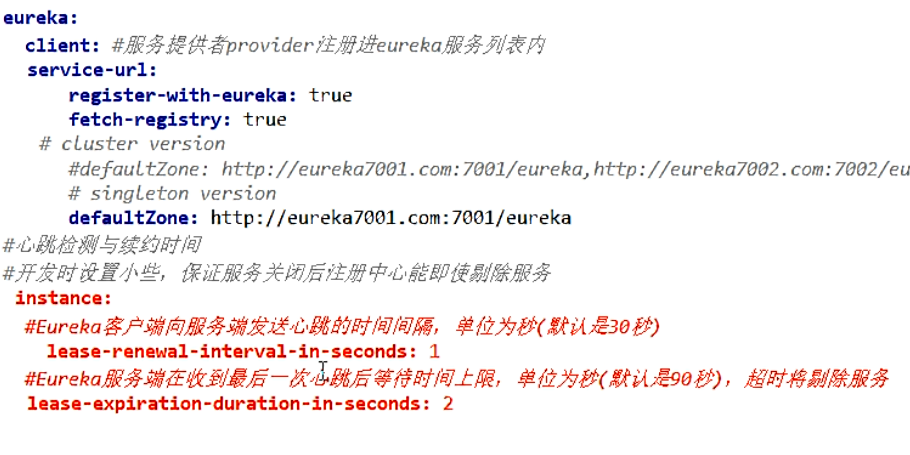 eureka:
client: #服务提供者provider注册进eureka服务列表内
service-url:
register-with-eureka: true
fetch-registry: true
# cluster version
#defaultZone: http://eureka7001.com:7001/eureka,http://eureka7002.com:7002/eu
# singleton version
defaultZone: http://eureka7001.com:7001/eureka
#心跳检测与续约时间
#开发时设置小些，保证服务关闭后注册中心能即使剔除服务
instance:
#Eureka客户端向服务端发送心跳的时间间隔，单位为秒(默认是30秒)
lease-renewal-interval-in-seconds: 1
#Eureka服务端在收到最后一次心跳后等待时间上限，单位为秒(默认是90秒)，超时将剔除服务
lease-expiration-duration-in-seconds: 2